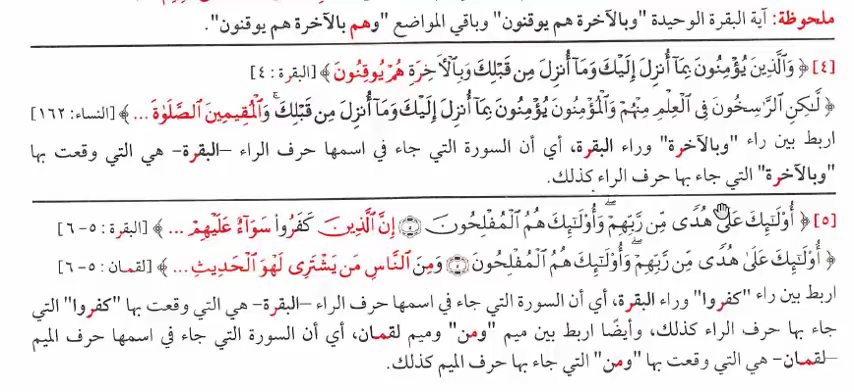 ملحوظة: آية البقرة الوحيدة "وبالآخرة هم يوقنون" وباقي المواضع "وهم بالآخرة هم يوقنون".
[٤] ﴿ وَالَّذِينَ يُؤْمِنُونَ بِمَا أُنزِلَ إِلَيْكَ وَمَا أُنزِلَ مِن قَبْلِكَ وَبِالْآخِرَةِ هُمْ يُوقِنُونَ ﴾ [البقرة: ٤]
﴿ لَّٰكِنِ الرَّاسِخُونَ فِي الْعِلْمِ مِنْهُمْ وَالْمُؤْمِنُونَ يُؤْمِنُونَ بِمَا أُنزِلَ إِلَيْكَ وَمَا أُنزِلَ مِن قَبْلِكَ ۚ وَالْمُقِيمِينَ الصَّلَوٰةَ ... ﴾ [النساء: ١٦٢]
اربط بين راء "وبالآخرة" وراء البقرة، أي أن السورة التي جاء في اسمها حرف الراء –البقرة- هي التي وقعت بها
"وبالآخرة" التي جاء بها حرف الراء كذلك.
[٥] ﴿ أُوْلَٰئِكَ عَلَىٰ هُدًى مِّن رَّبِّهِمْ ۖ وَأُوْلَٰئِكَ هُمُ الْمُفْلِحُونَ ۝٥ إِنَّ الَّذِينَ كَفَرُوا سَوَآءٌ عَلَيْهِمْ ... ﴾ [البقرة: ٥-٦]
﴿ أُوْلَٰئِكَ عَلَىٰ هُدًى مِّن رَّبِّهِمْ ۖ وَأُوْلَٰئِكَ هُمُ الْمُفْلِحُونَ ۝٥ وَمِنَ النَّاسِ مَن يَشْتَرِي لَهْوَ الْحَدِيثِ ... ﴾ [لقمان: ٥-٦]
اربط بين راء "كفروا" وراء البقرة، أي أن السورة التي جاء في اسمها حرف الراء –البقرة- هي التي وقعت بها "كفروا" التي
جاء بها حرف الراء كذلك، وأيضًا اربط بين ميم "ومن" وميم لقمان، أي أن السورة التي جاء في اسمها حرف الميم
–لقمان- هي التي وقعت بها "ومن" التي جاء بها حرف الميم كذلك.